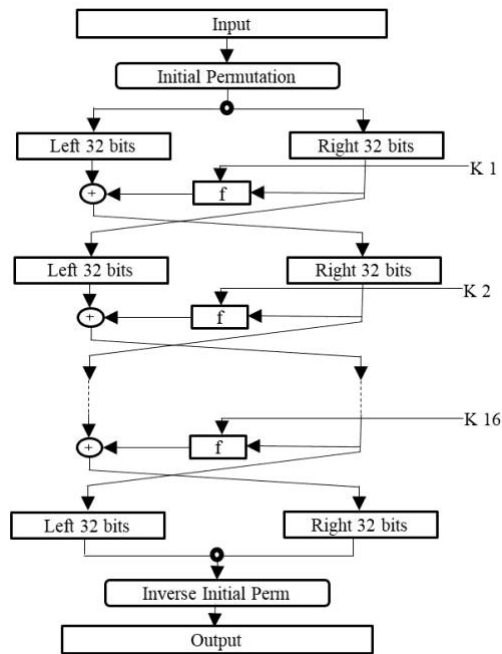 Input
Initial Permutation
Left 32 bits
Right 32 bits
K 1
+
f
Left 32 bits
Right 32 bits
K 2
+
f
K 16
+
f
Left 32 bits
Right 32 bits
Inverse Initial Perm
Output